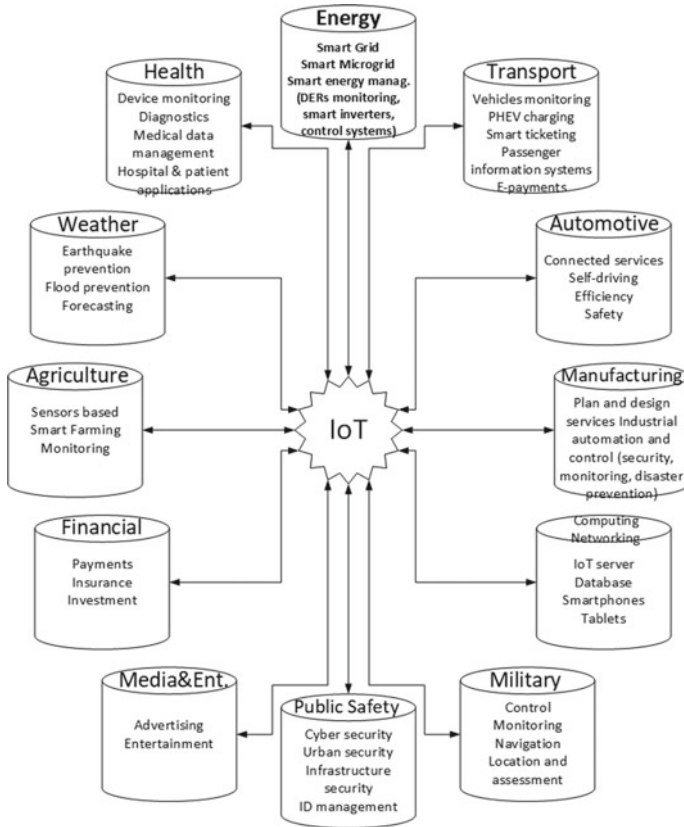 Energy
Smart Grid
Smart Microgrid
Smart energy manag.
(DERs monitoring,
smart inverters,
control systems)
Health
Device monitoring
Diagnostics
Medical data
management
Hospital & patient
applications
Transport
Vehicles monitoring
PHEV charging
Smart ticketing
Passenger
information systems
E-payments
Weather
Earthquake
prevention
Flood prevention
Forecasting
Automotive
Connected services
Self-driving
Efficiency
Safety
Agriculture
Sensors based
Smart Farming
Monitoring
IoT
Manufacturing
Plan and design
services Industrial
automation and
control (security,
monitoring, disaster
prevention)
Financial
Payments
Insurance
Investment
Computing
Networking
IoT server
Database
Smartphones
Tablets
Media&Ent.
Advertising
Entertainment
Public Safety
Cyber security
Urban security
Infrastructure
security
ID management
Military
Control
Monitoring
Navigation
Location and
assessment